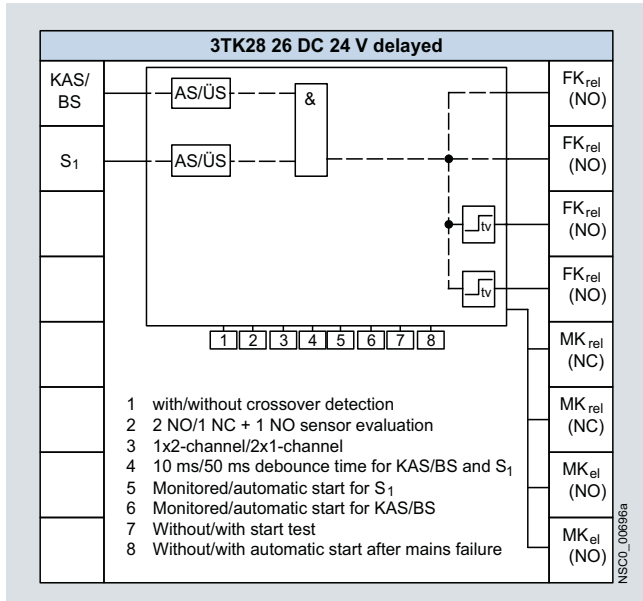 3TK28 26 DC 24 V delayed
KAS/
BS
S1
AS/ÜS
AS/ÜS
&
tv
tv
FKrel
(NO)
FKrel
(NO)
FKrel
(NO)
FKrel
(NO)
MKrel
(NC)
MKrel
(NC)
MKel
(NO)
MKel
(NO)
1 2 3 4 5 6 7 8
1 with/without crossover detection
2 2 NO/1 NC + 1 NO sensor evaluation
3 1x2-channel/2x1-channel
4 10 ms/50 ms debounce time for KAS/BS and S1
5 Monitored/automatic start for S1
6 Monitored/automatic start for KAS/BS
7 Without/with start test
8 Without/with automatic start after mains failure
NSC0_00696a